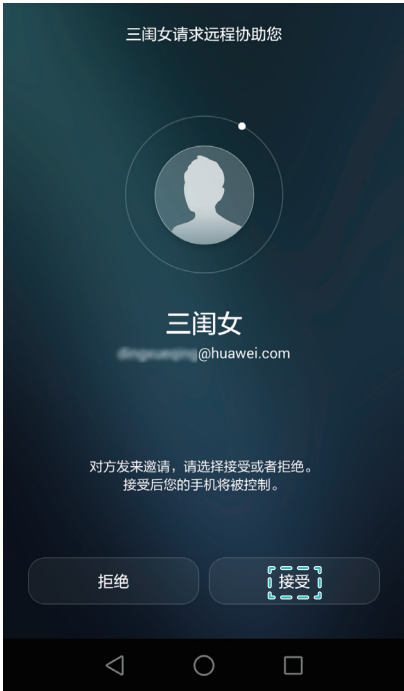 三闺女请求远程协助您
三闺女
@huawei.com
对方发来邀请，请选择接受或者拒绝。
接受后您的手机将被控制。
拒绝
接受